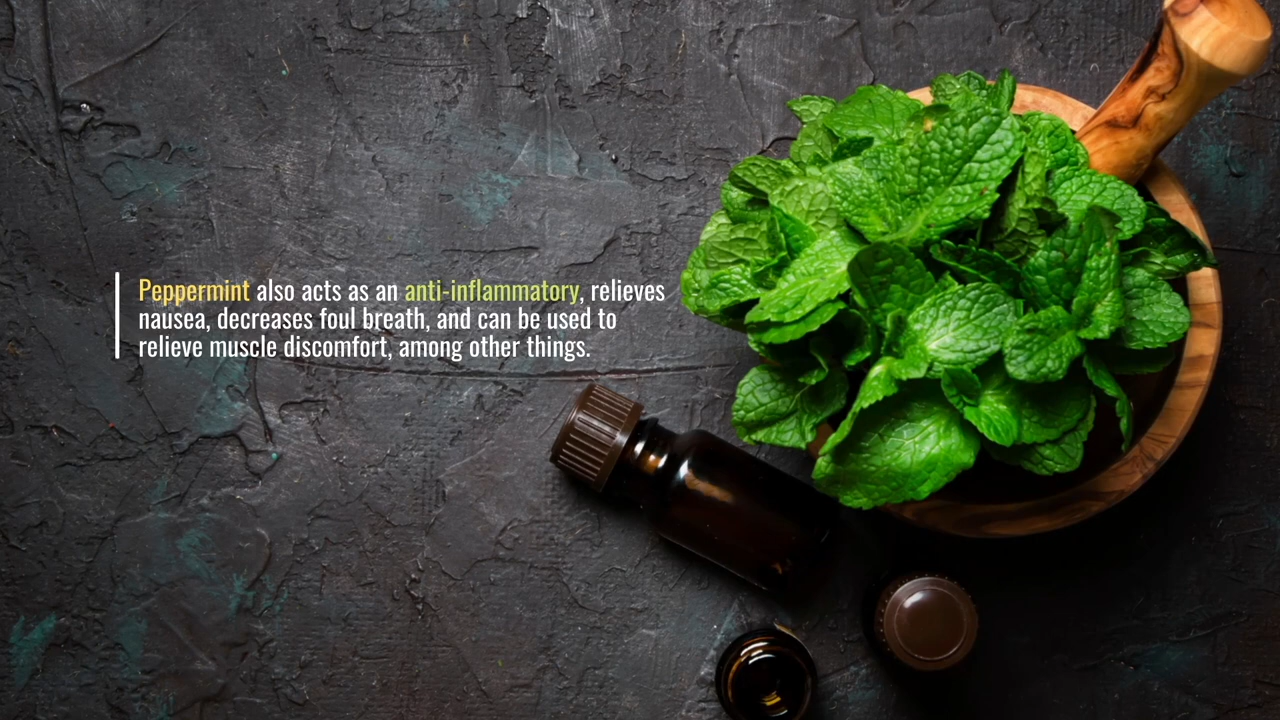 Peppermint also acts as an anti-inflammatory, relieves
nausea, decreases foul breath, and can be used to
relieve muscle discomfort, among other things.